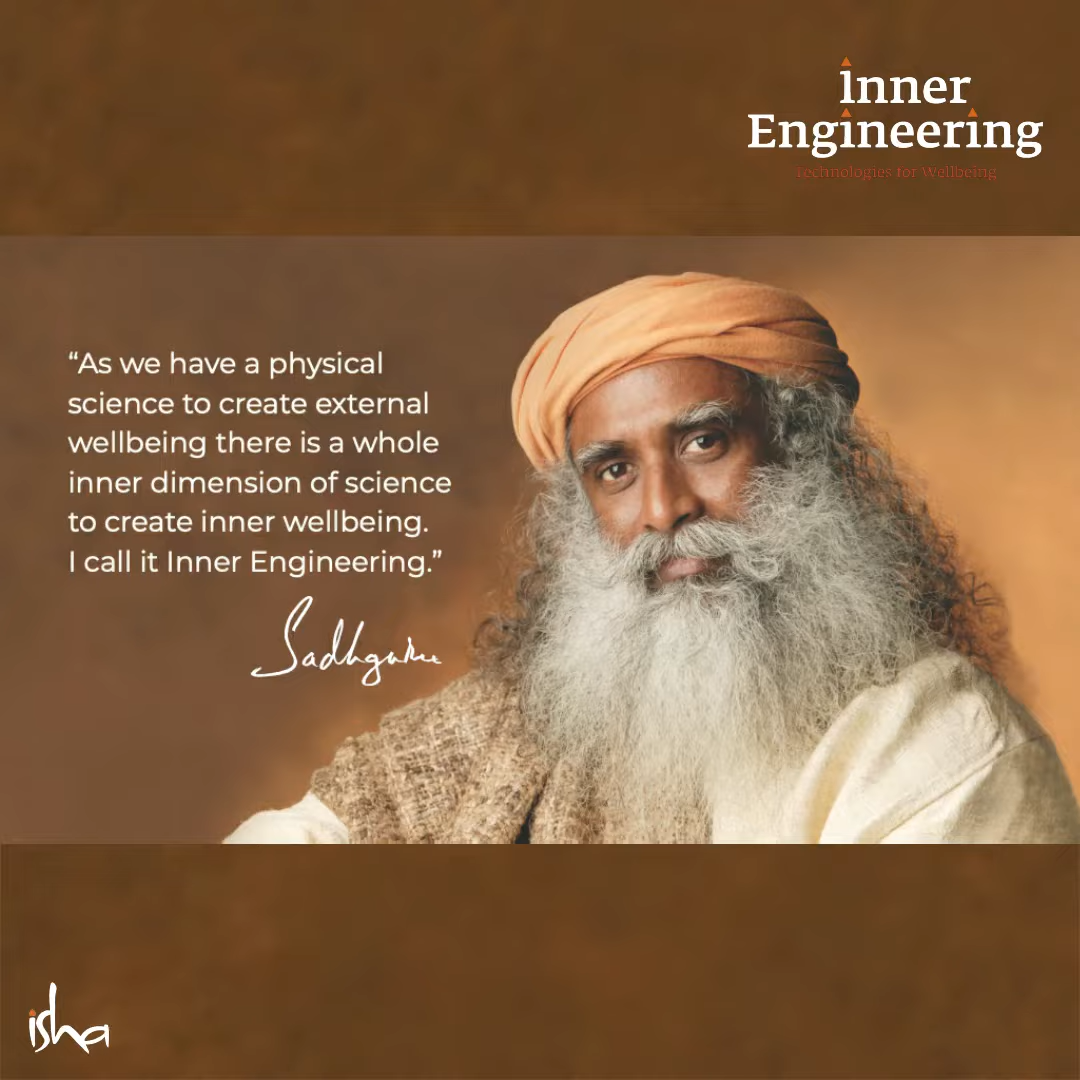 inner
Engineering
Technologies for Wellbeing
“As we have a physical
science to create external
wellbeing there is a whole
inner dimension of science
to create inner wellbeing.
I call it Inner Engineering.”
Sadhguru
isha